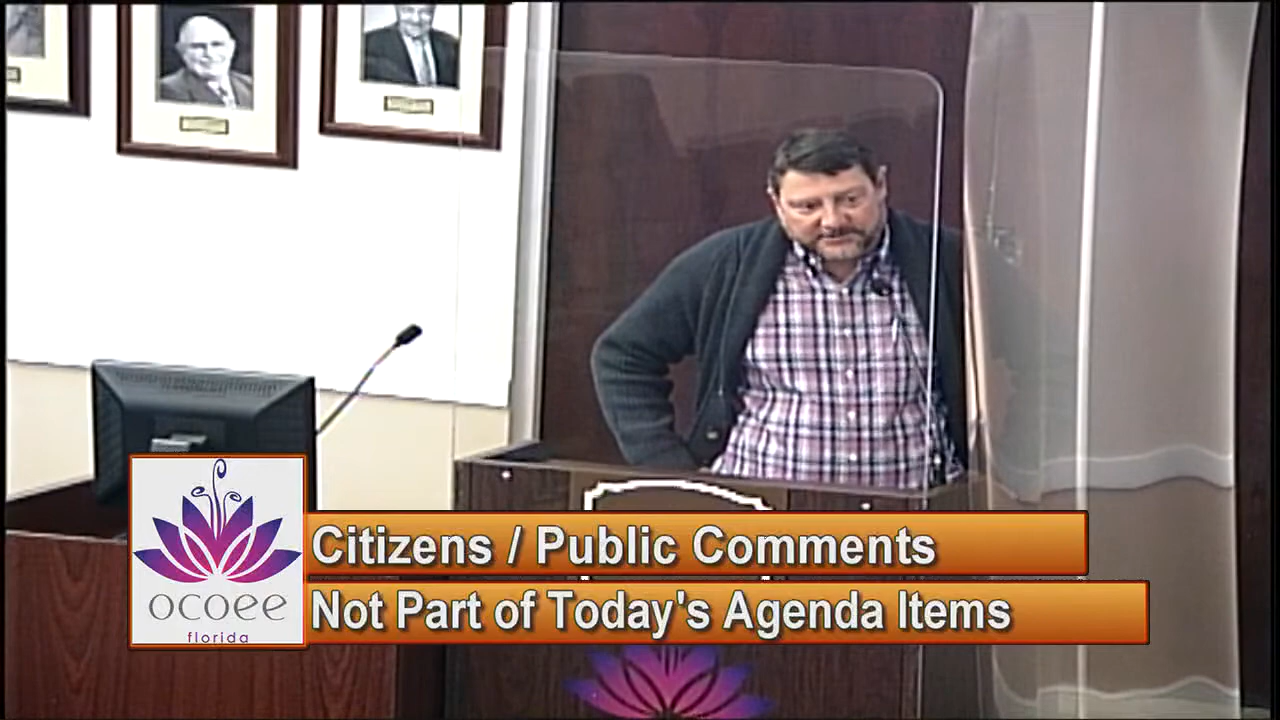 Citizens / Public Comments
Not Part of Today's Agenda Items
ocoee
florida